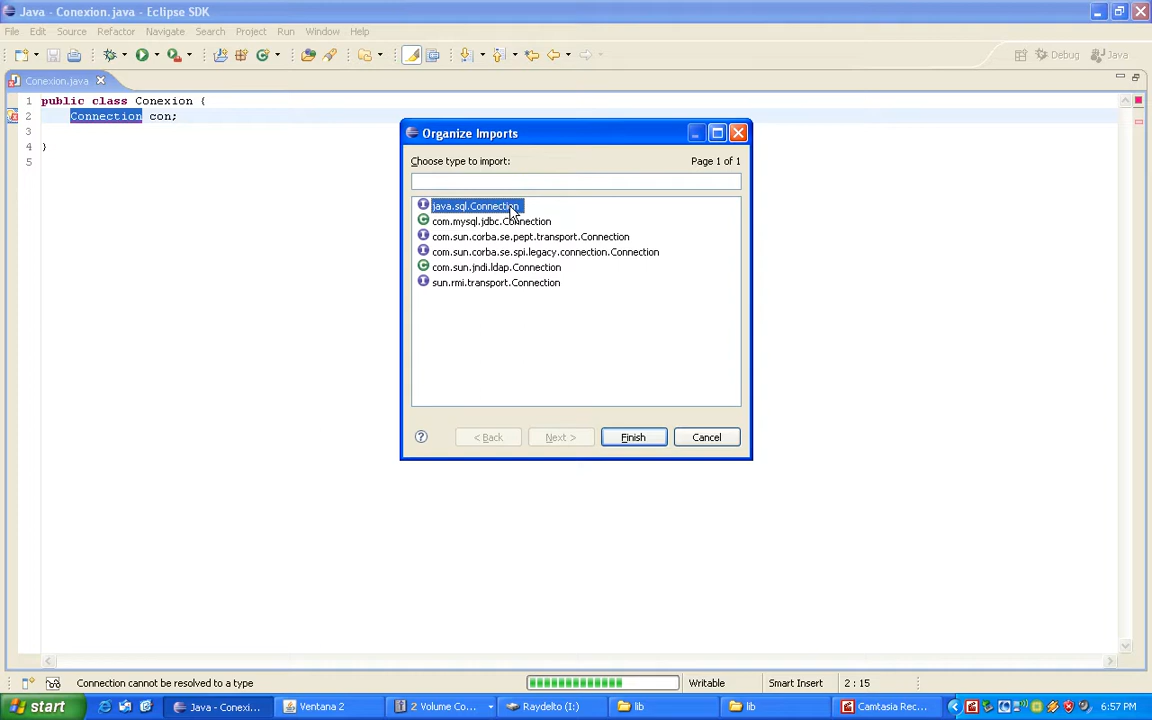 Java - Conexion.java - Eclipse SDK
File Edit Source Refactor Navigate Search Project Run Window Help
Debug Java
Conexion.java
1 public class Conexion {
2 Connection con;
3
4 }
5
Organize Imports
Choose type to import: Page 1 of 1
java.sql.Connection
com.mysql.jdbc.Connection
com.sun.corba.se.pept.transport.Connection
com.sun.corba.se.spi.legacy.connection.Connection
com.sun.jndi.ldap.Connection
sun.rmi.transport.Connection
< Back Next > Finish Cancel
Connection cannot be resolved to a type Writable Smart Insert 2 : 15
start Java - Conexi... Ventana 2 2 Volume Co... Raydelto (I:) lib lib Camtasia Rec... 6:57 PM